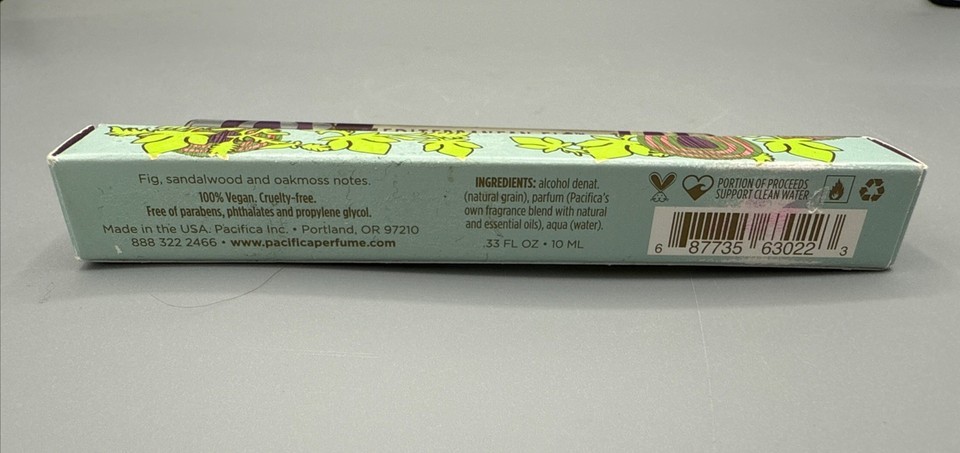 MEDITERRANEAN FIG
Fig, sandalwood and oakmoss notes.
100% Vegan. Cruelty-free.
Free of parabens, phthalates and propylene glycol.
Made in the USA. Pacifica Inc. • Portland, OR 97210
888 322 2466 • www.pacificaperfume.com
INGREDIENTS: alcohol denat.
(natural grain), parfum (Pacifica's
own fragrance blend with natural
and essential oils), aqua (water).
.33 FL OZ • 10 ML
PORTION OF PROCEEDS
SUPPORT CLEAN WATER
6 87735 63022 3